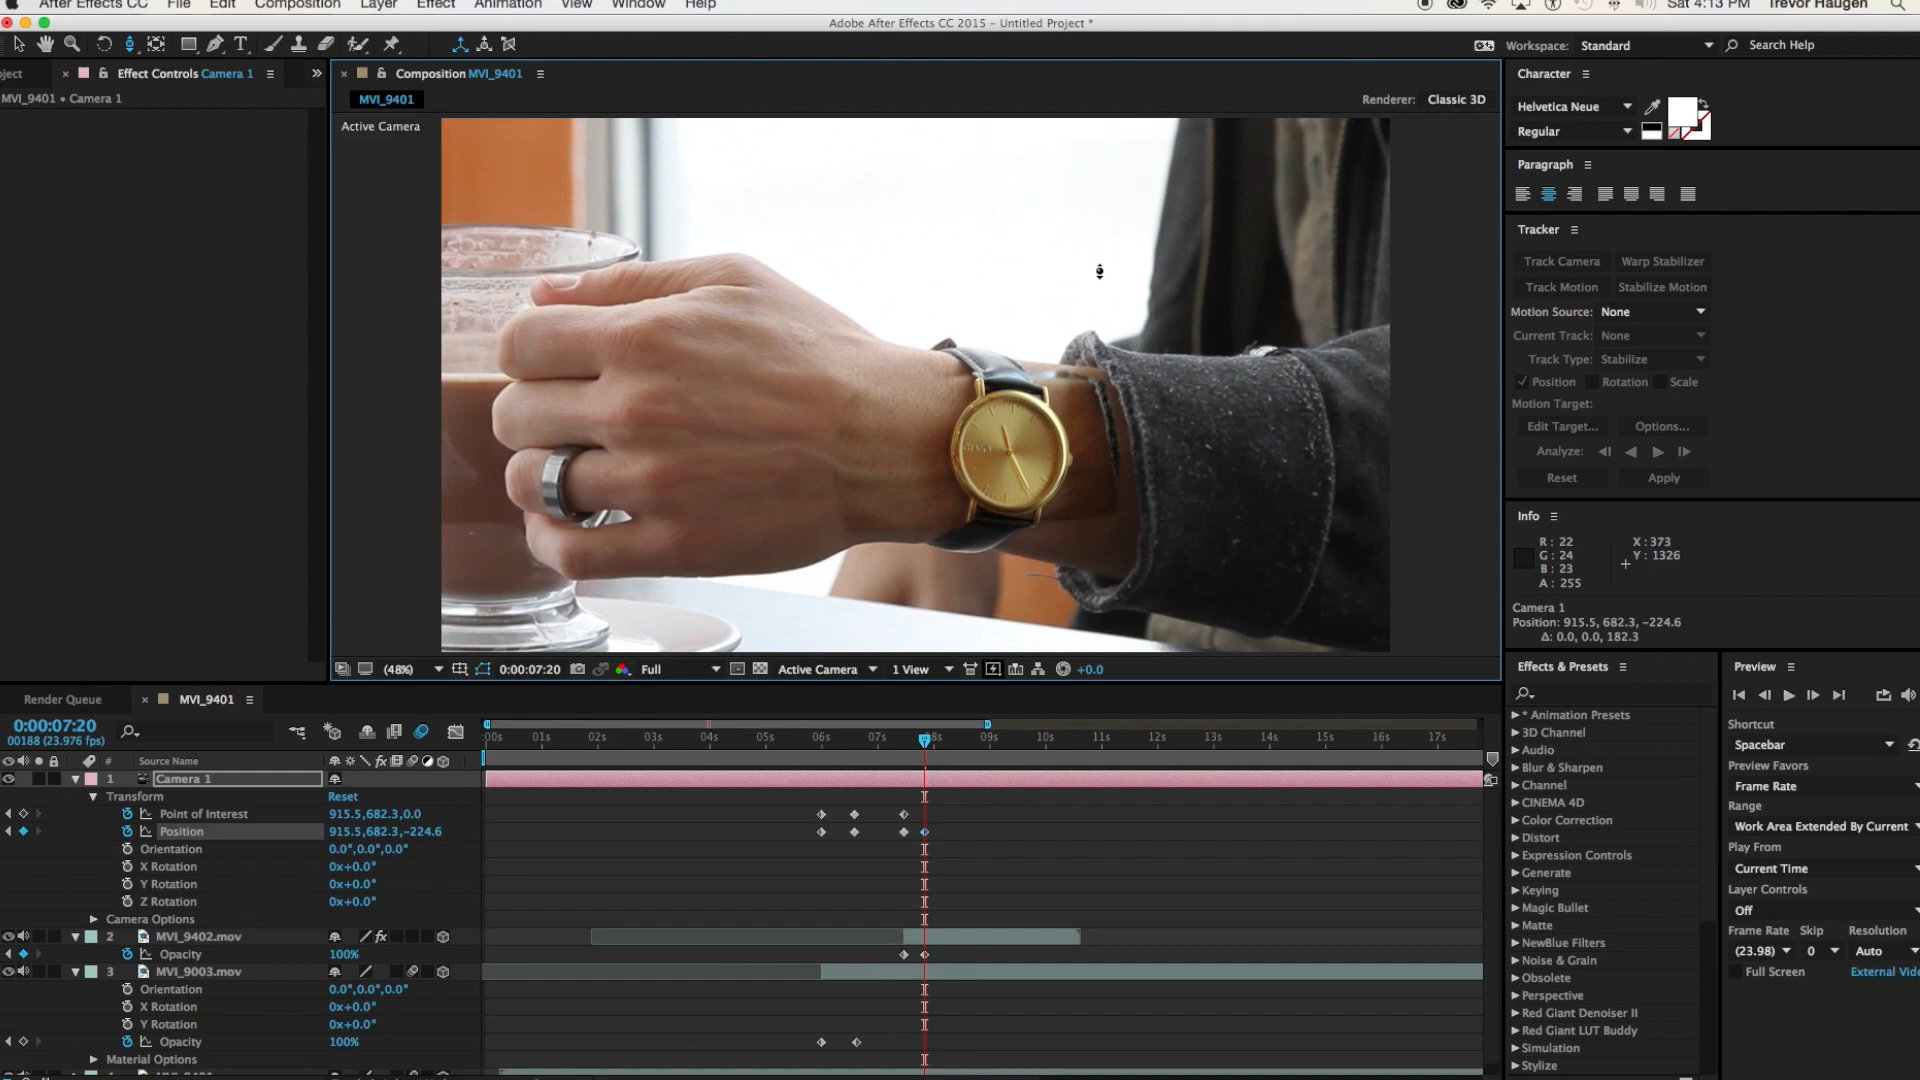 After Effects CC File Edit Composition Layer Effect Animation View Window Help Sat 4:13 PM Trevor Haugen
Adobe After Effects CC 2015 – Untitled Project *
Workspace: Standard Search Help
oject × Effect Controls Camera 1 »
MVI_9401 • Camera 1
× Composition MVI_9401
MVI_9401
Renderer: Classic 3D
Active Camera
(48%) 0:00:07:20 Full Active Camera 1 View +0.0
Character
Helvetica Neue
Regular
Paragraph
Tracker
Track Camera Warp Stabilizer
Track Motion Stabilize Motion
Motion Source: None
Current Track: None
Track Type: Stabilize
Position Rotation Scale
Motion Target:
Edit Target... Options...
Analyze:
Reset Apply
Info
R: 22 X: 373
G: 24 Y: 1326
B: 23
A: 255
Camera 1
Position: 915.5, 682.3, −224.6
Δ: 0.0, 0.0, 182.3
Effects & Presets
* Animation Presets
3D Channel
Audio
Blur & Sharpen
Channel
CINEMA 4D
Color Correction
Distort
Expression Controls
Generate
Keying
Magic Bullet
Matte
NewBlue Filters
Noise & Grain
Obsolete
Perspective
Red Giant Denoiser II
Red Giant LUT Buddy
Simulation
Stylize
Preview
Shortcut
Spacebar
Preview Favors
Frame Rate
Range
Work Area Extended By Current
Play From
Current Time
Layer Controls
Off
Frame Rate Skip Resolution
(23.98) 0 Auto
Full Screen External Vide
Render Queue × MVI_9401
0:00:07:20
00188 (23.976 fps)
:00s 01s 02s 03s 04s 05s 06s 07s 08s 09s 10s 11s 12s 13s 14s 15s 16s 17s
# Source Name
1 Camera 1
Transform Reset
Point of Interest 915.5,682.3,0.0
Position 915.5,682.3,−224.6
Orientation 0.0°,0.0°,0.0°
X Rotation 0x+0.0°
Y Rotation 0x+0.0°
Z Rotation 0x+0.0°
Camera Options
2 MVI_9402.mov
Opacity 100%
3 MVI_9003.mov
Orientation 0.0°,0.0°,0.0°
X Rotation 0x+0.0°
Y Rotation 0x+0.0°
Opacity 100%
Material Options